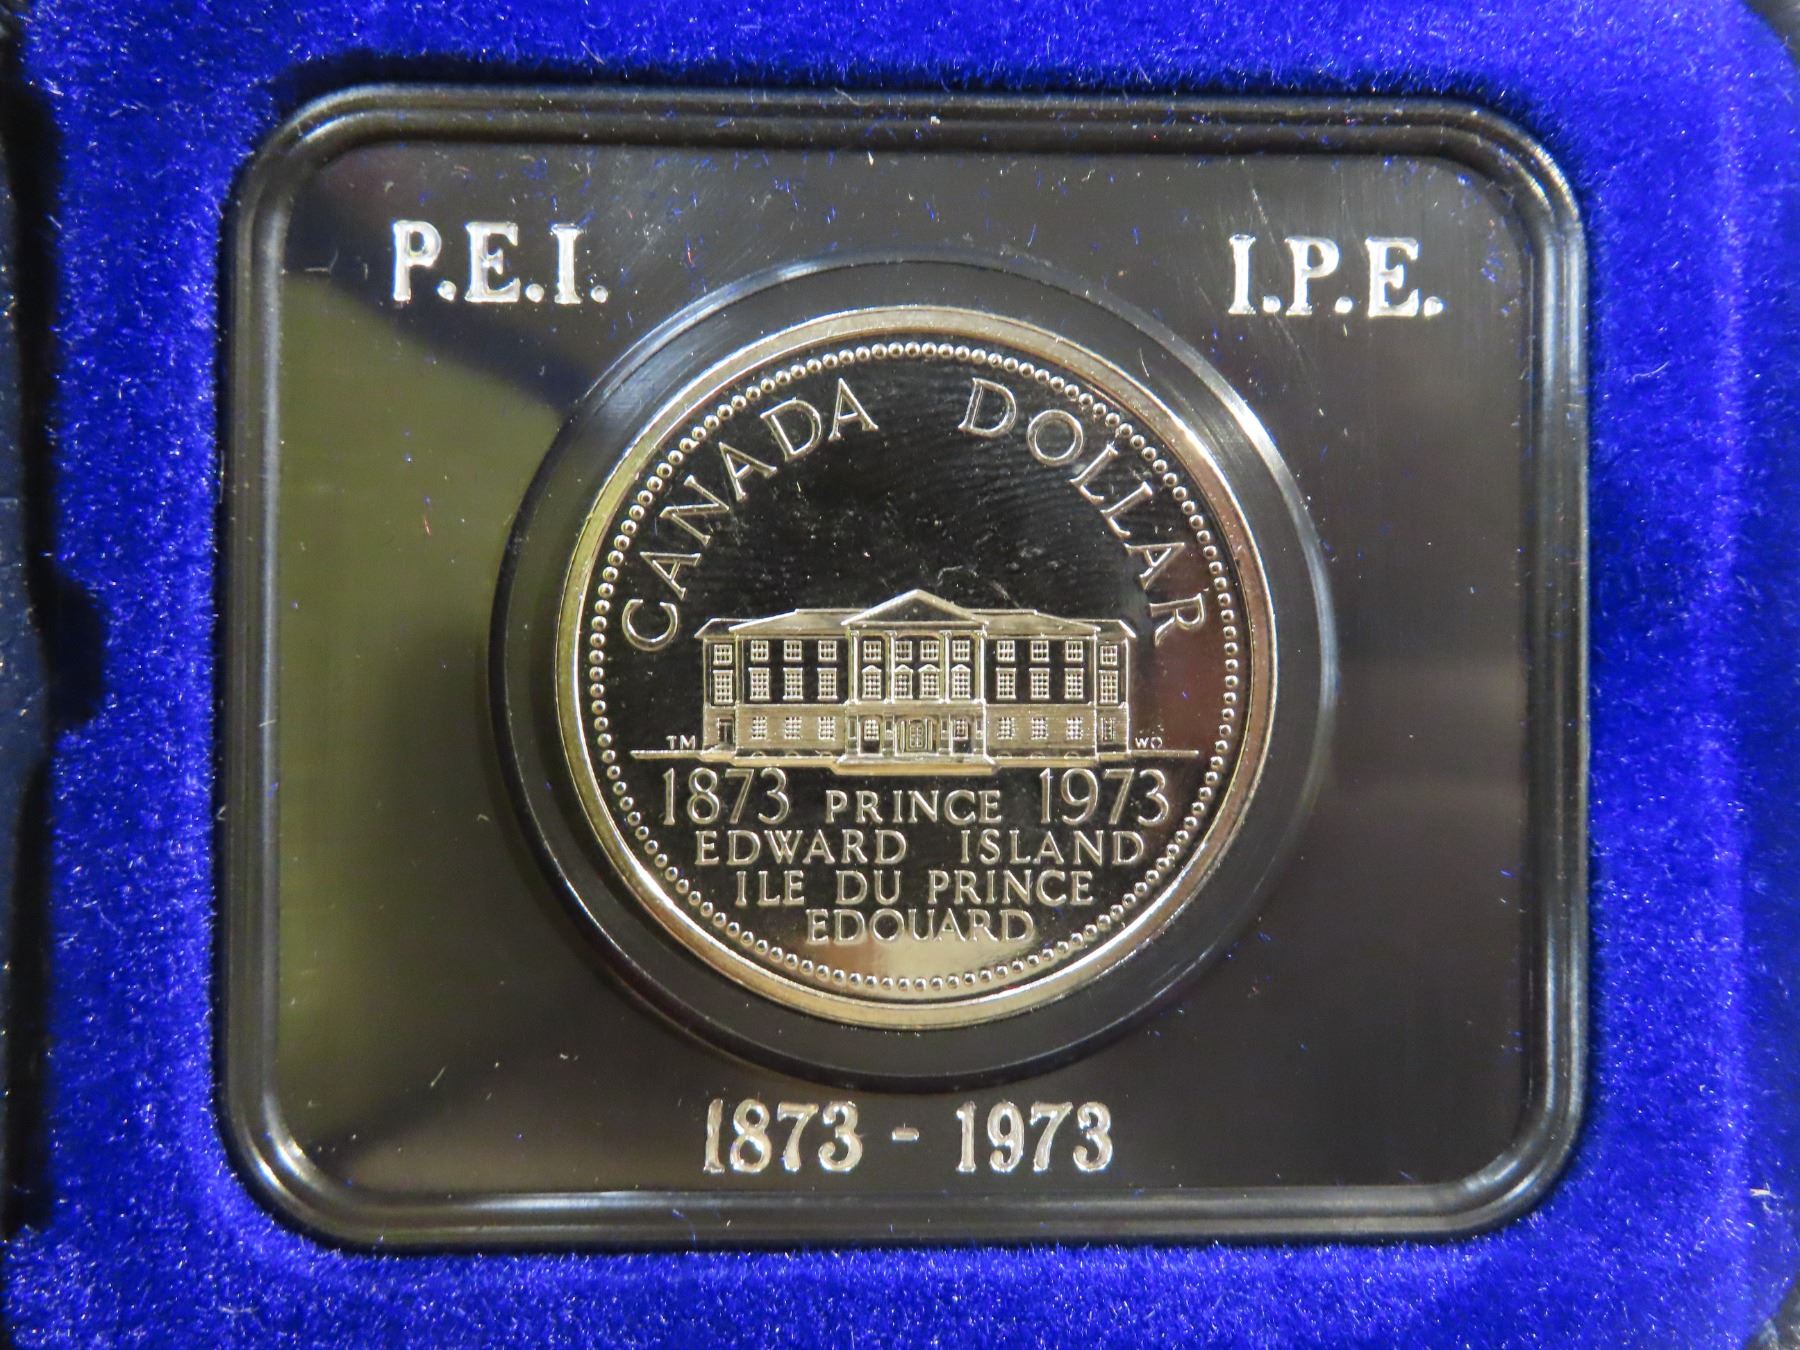 P.E.I. I.P.E.
CANADA DOLLAR
TM WO
1873 PRINCE 1973
EDWARD ISLAND
ILE DU PRINCE
EDOUARD
1873 - 1973